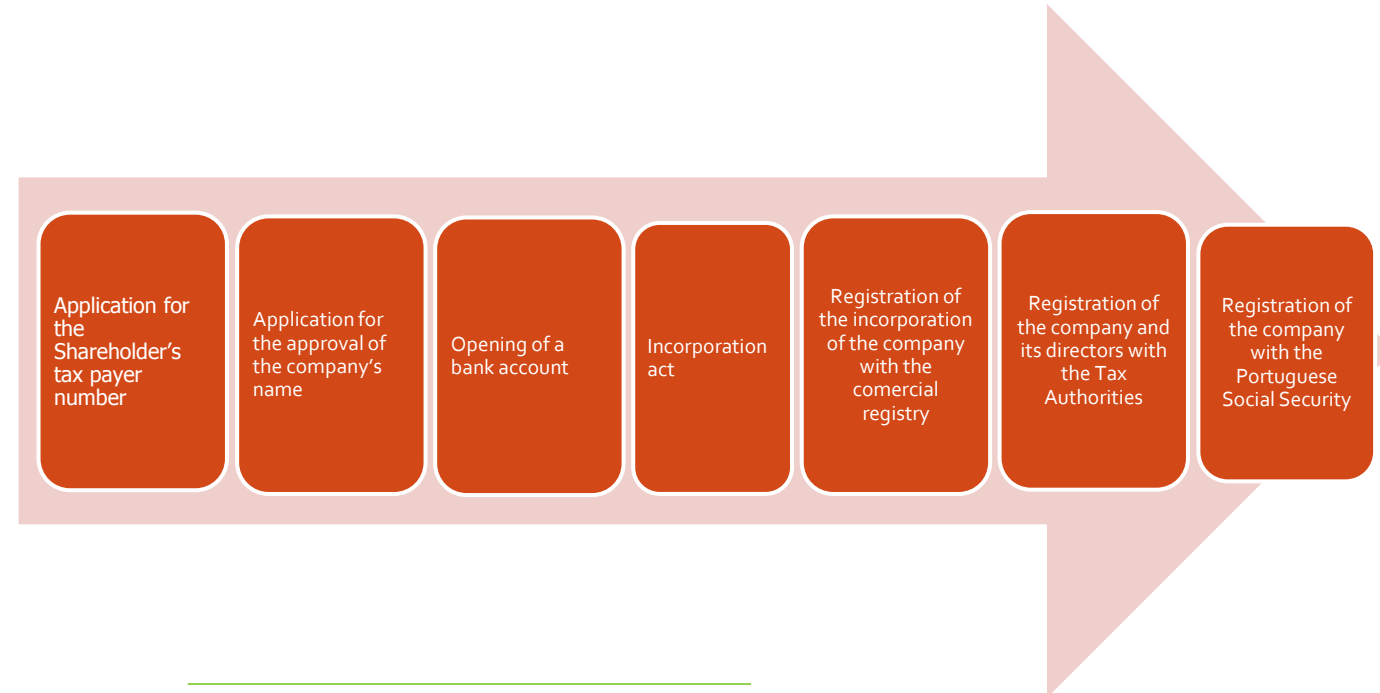 Application for
the
Shareholder’s
tax payer
number
Application for
the approval of
the company’s
name
Opening of a
bank account
Incorporation
act
Registration of
the incorporation
of the company
with the
comercial
registry
Registration of
the company and
its directors with
the Tax
Authorities
Registration of
the company
with the
Portuguese
Social Security